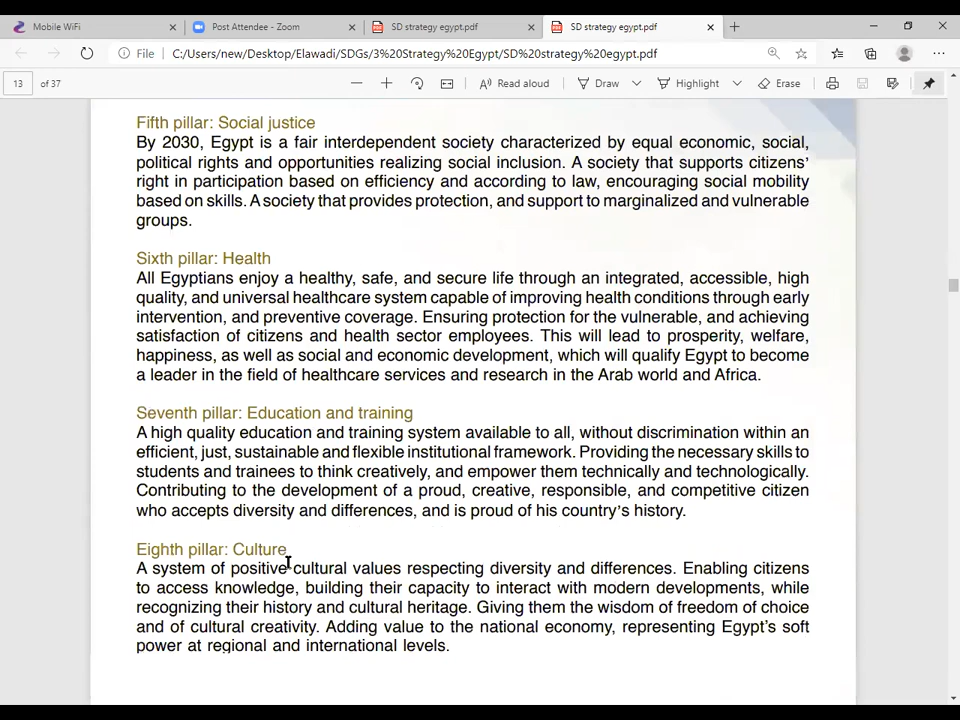 Mobile WiFi
Post Attendee - Zoom
SD strategy egypt.pdf
SD strategy egypt.pdf
File
C:/Users/new/Desktop/Elawadi/SDGs/3%20Strategy%20Egypt/SD%20strategy%20egypt.pdf
13
of 37
Read aloud
Draw
Highlight
Erase
Fifth pillar: Social justice
By 2030, Egypt is a fair interdependent society characterized by equal economic, social,
political rights and opportunities realizing social inclusion. A society that supports citizens’
right in participation based on efficiency and according to law, encouraging social mobility
based on skills. A society that provides protection, and support to marginalized and vulnerable
groups.
Sixth pillar: Health
All Egyptians enjoy a healthy, safe, and secure life through an integrated, accessible, high
quality, and universal healthcare system capable of improving health conditions through early
intervention, and preventive coverage. Ensuring protection for the vulnerable, and achieving
satisfaction of citizens and health sector employees. This will lead to prosperity, welfare,
happiness, as well as social and economic development, which will qualify Egypt to become
a leader in the field of healthcare services and research in the Arab world and Africa.
Seventh pillar: Education and training
A high quality education and training system available to all, without discrimination within an
efficient, just, sustainable and flexible institutional framework. Providing the necessary skills to
students and trainees to think creatively, and empower them technically and technologically.
Contributing to the development of a proud, creative, responsible, and competitive citizen
who accepts diversity and differences, and is proud of his country’s history.
Eighth pillar: Culture
A system of positive cultural values respecting diversity and differences. Enabling citizens
to access knowledge, building their capacity to interact with modern developments, while
recognizing their history and cultural heritage. Giving them the wisdom of freedom of choice
and of cultural creativity. Adding value to the national economy, representing Egypt’s soft
power at regional and international levels.